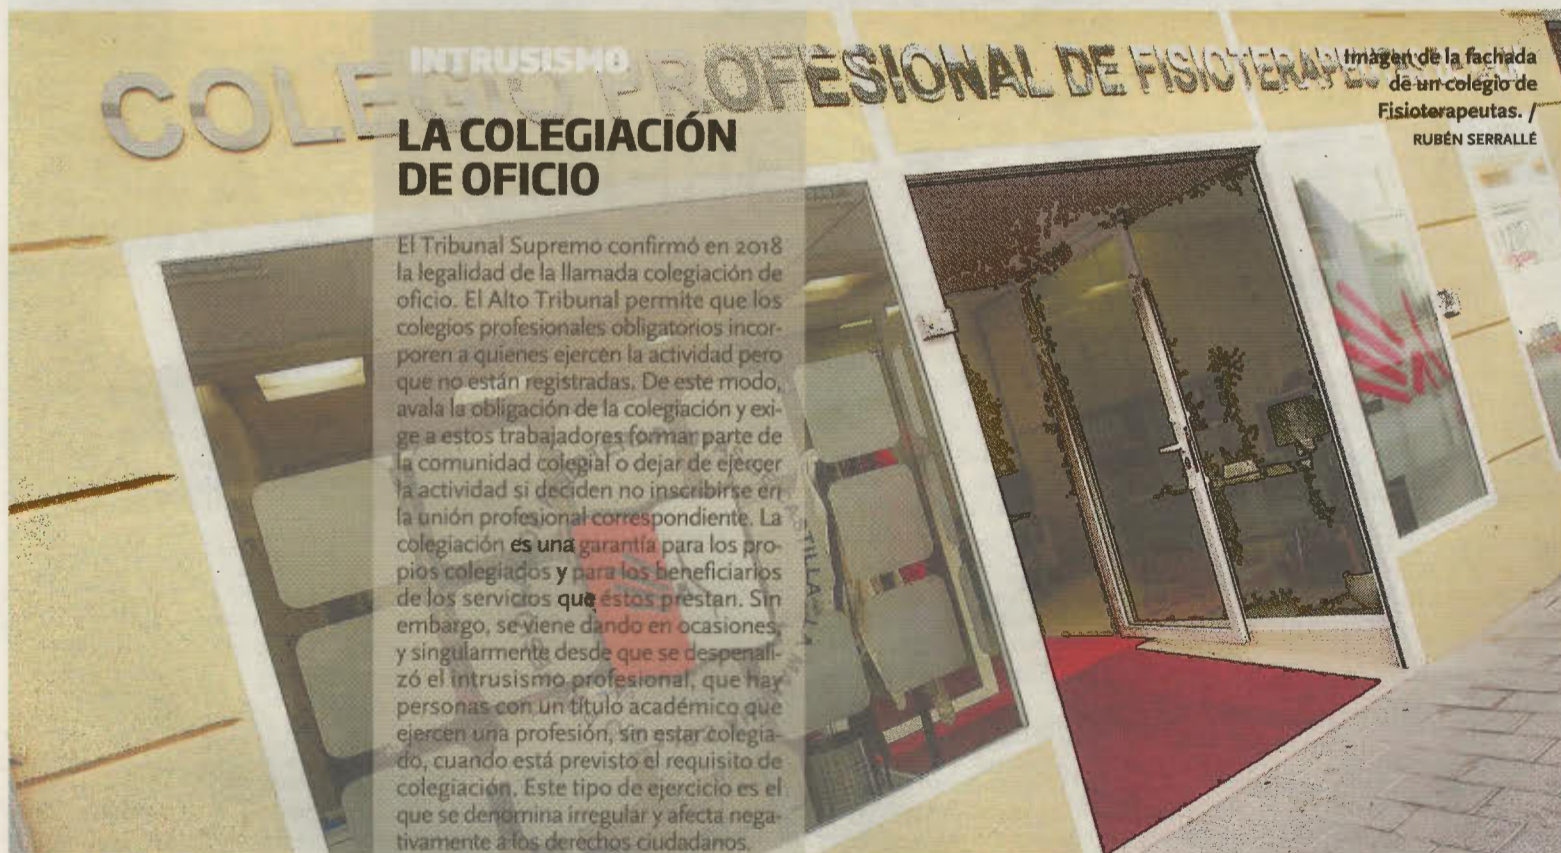 COLEGIO PROFESIONAL DE FISIOTERAPEUTAS
INTRUSISMO
LA COLEGIACIÓN
DE OFICIO
El Tribunal Supremo confirmó en 2018
la legalidad de la llamada colegiación de
oficio. El Alto Tribunal permite que los
colegios profesionales obligatorios incor-
poren a quienes ejercen la actividad pero
que no están registradas. De este modo,
avala la obligación de la colegiación y exi-
ge a estos trabajadores formar parte de
la comunidad colegial o dejar de ejercer
la actividad si deciden no inscribirse en
la unión profesional correspondiente. La
colegiación es una garantía para los pro-
pios colegiados y para los beneficiarios
de los servicios que éstos prestan. Sin
embargo, se viene dando en ocasiones,
y singularmente desde que se despenali-
zó el intrusismo profesional, que hay
personas con un título académico que
ejercen una profesión, sin estar colegia-
do, cuando está previsto el requisito de
colegiación. Este tipo de ejercicio es el
que se denomina irregular y afecta nega-
tivamente a los derechos ciudadanos.
Imagen de la fachada
de un colegio de
Fisioterapeutas. /
RUBÉN SERRALLÉ